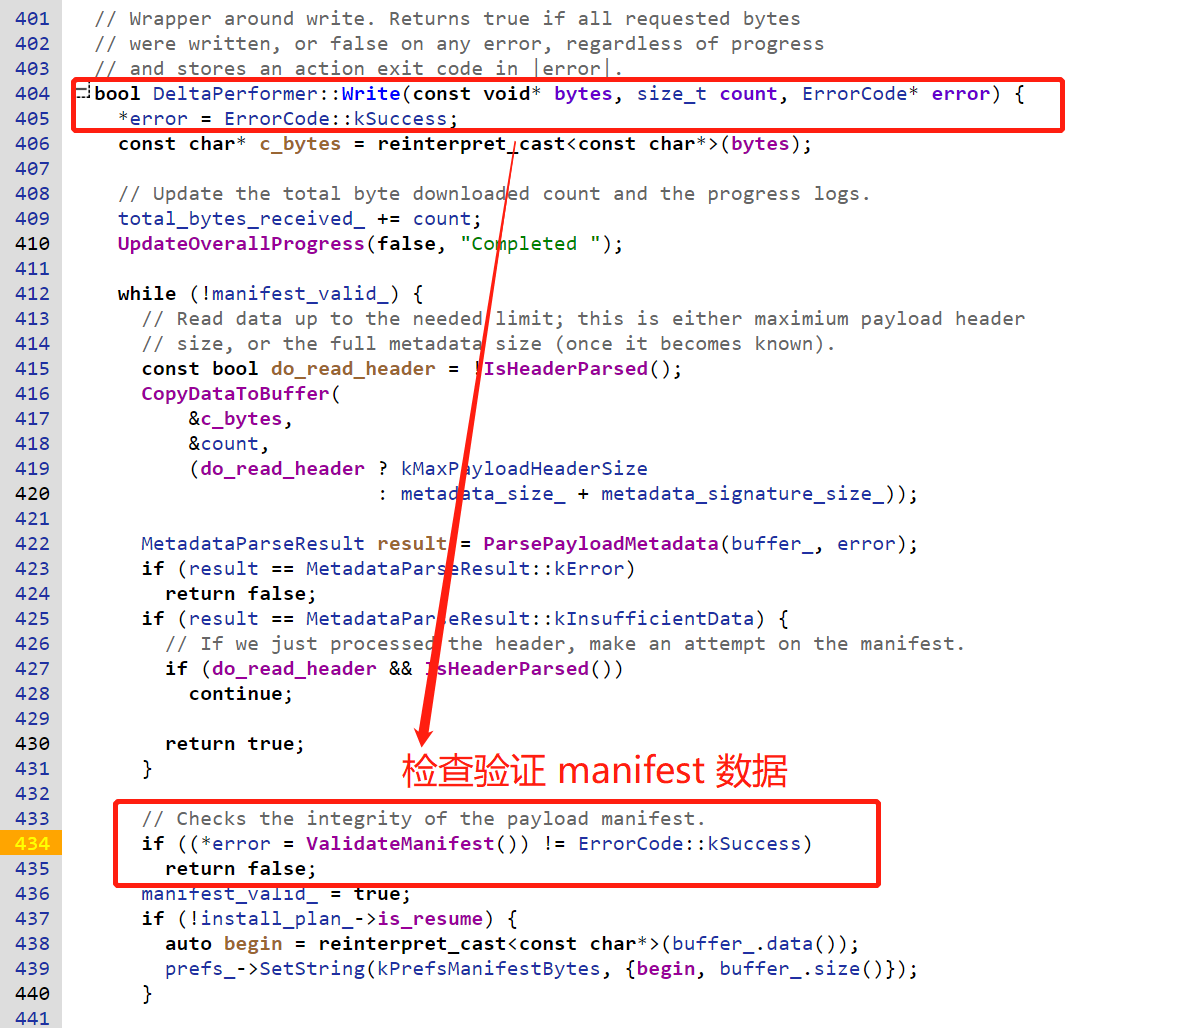 401 // Wrapper around write. Returns true if all requested bytes
402 // were written, or false on any error, regardless of progress
403 // and stores an action exit code in |error|.
404 bool DeltaPerformer::Write(const void* bytes, size_t count, ErrorCode* error) {
405 *error = ErrorCode::kSuccess;
406 const char* c_bytes = reinterpret_cast<const char*>(bytes);
407
408 // Update the total byte downloaded count and the progress logs.
409 total_bytes_received_ += count;
410 UpdateOverallProgress(false, "Completed ");
411
412 while (!manifest_valid_) {
413 // Read data up to the needed limit; this is either maximium payload header
414 // size, or the full metadata size (once it becomes known).
415 const bool do_read_header = !IsHeaderParsed();
416 CopyDataToBuffer(
417 &c_bytes,
418 &count,
419 (do_read_header ? kMaxPayloadHeaderSize
420 : metadata_size_ + metadata_signature_size_));
421
422 MetadataParseResult result = ParsePayloadMetadata(buffer_, error);
423 if (result == MetadataParseResult::kError)
424 return false;
425 if (result == MetadataParseResult::kInsufficientData) {
426 // If we just processed the header, make an attempt on the manifest.
427 if (do_read_header && IsHeaderParsed())
428 continue;
429
430 return true;
431 }
检查验证 manifest 数据
432
433 // Checks the integrity of the payload manifest.
434 if ((*error = ValidateManifest()) != ErrorCode::kSuccess)
435 return false;
436 manifest_valid_ = true;
437 if (!install_plan_->is_resume) {
438 auto begin = reinterpret_cast<const char*>(buffer_.data());
439 prefs_->SetString(kPrefsManifestBytes, {begin, buffer_.size()});
440 }
441